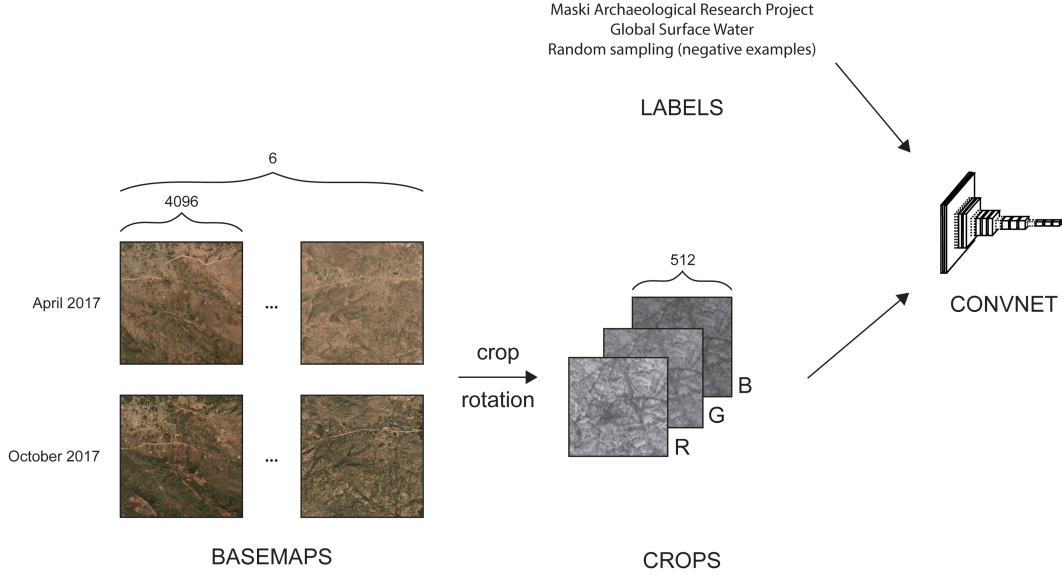 Maski Archaeological Research Project
Global Surface Water
Random sampling (negative examples)
LABELS
6
4096
April 2017
...
October 2017
...
BASEMAPS
crop
rotation
512
R
G
B
CROPS
CONVNET